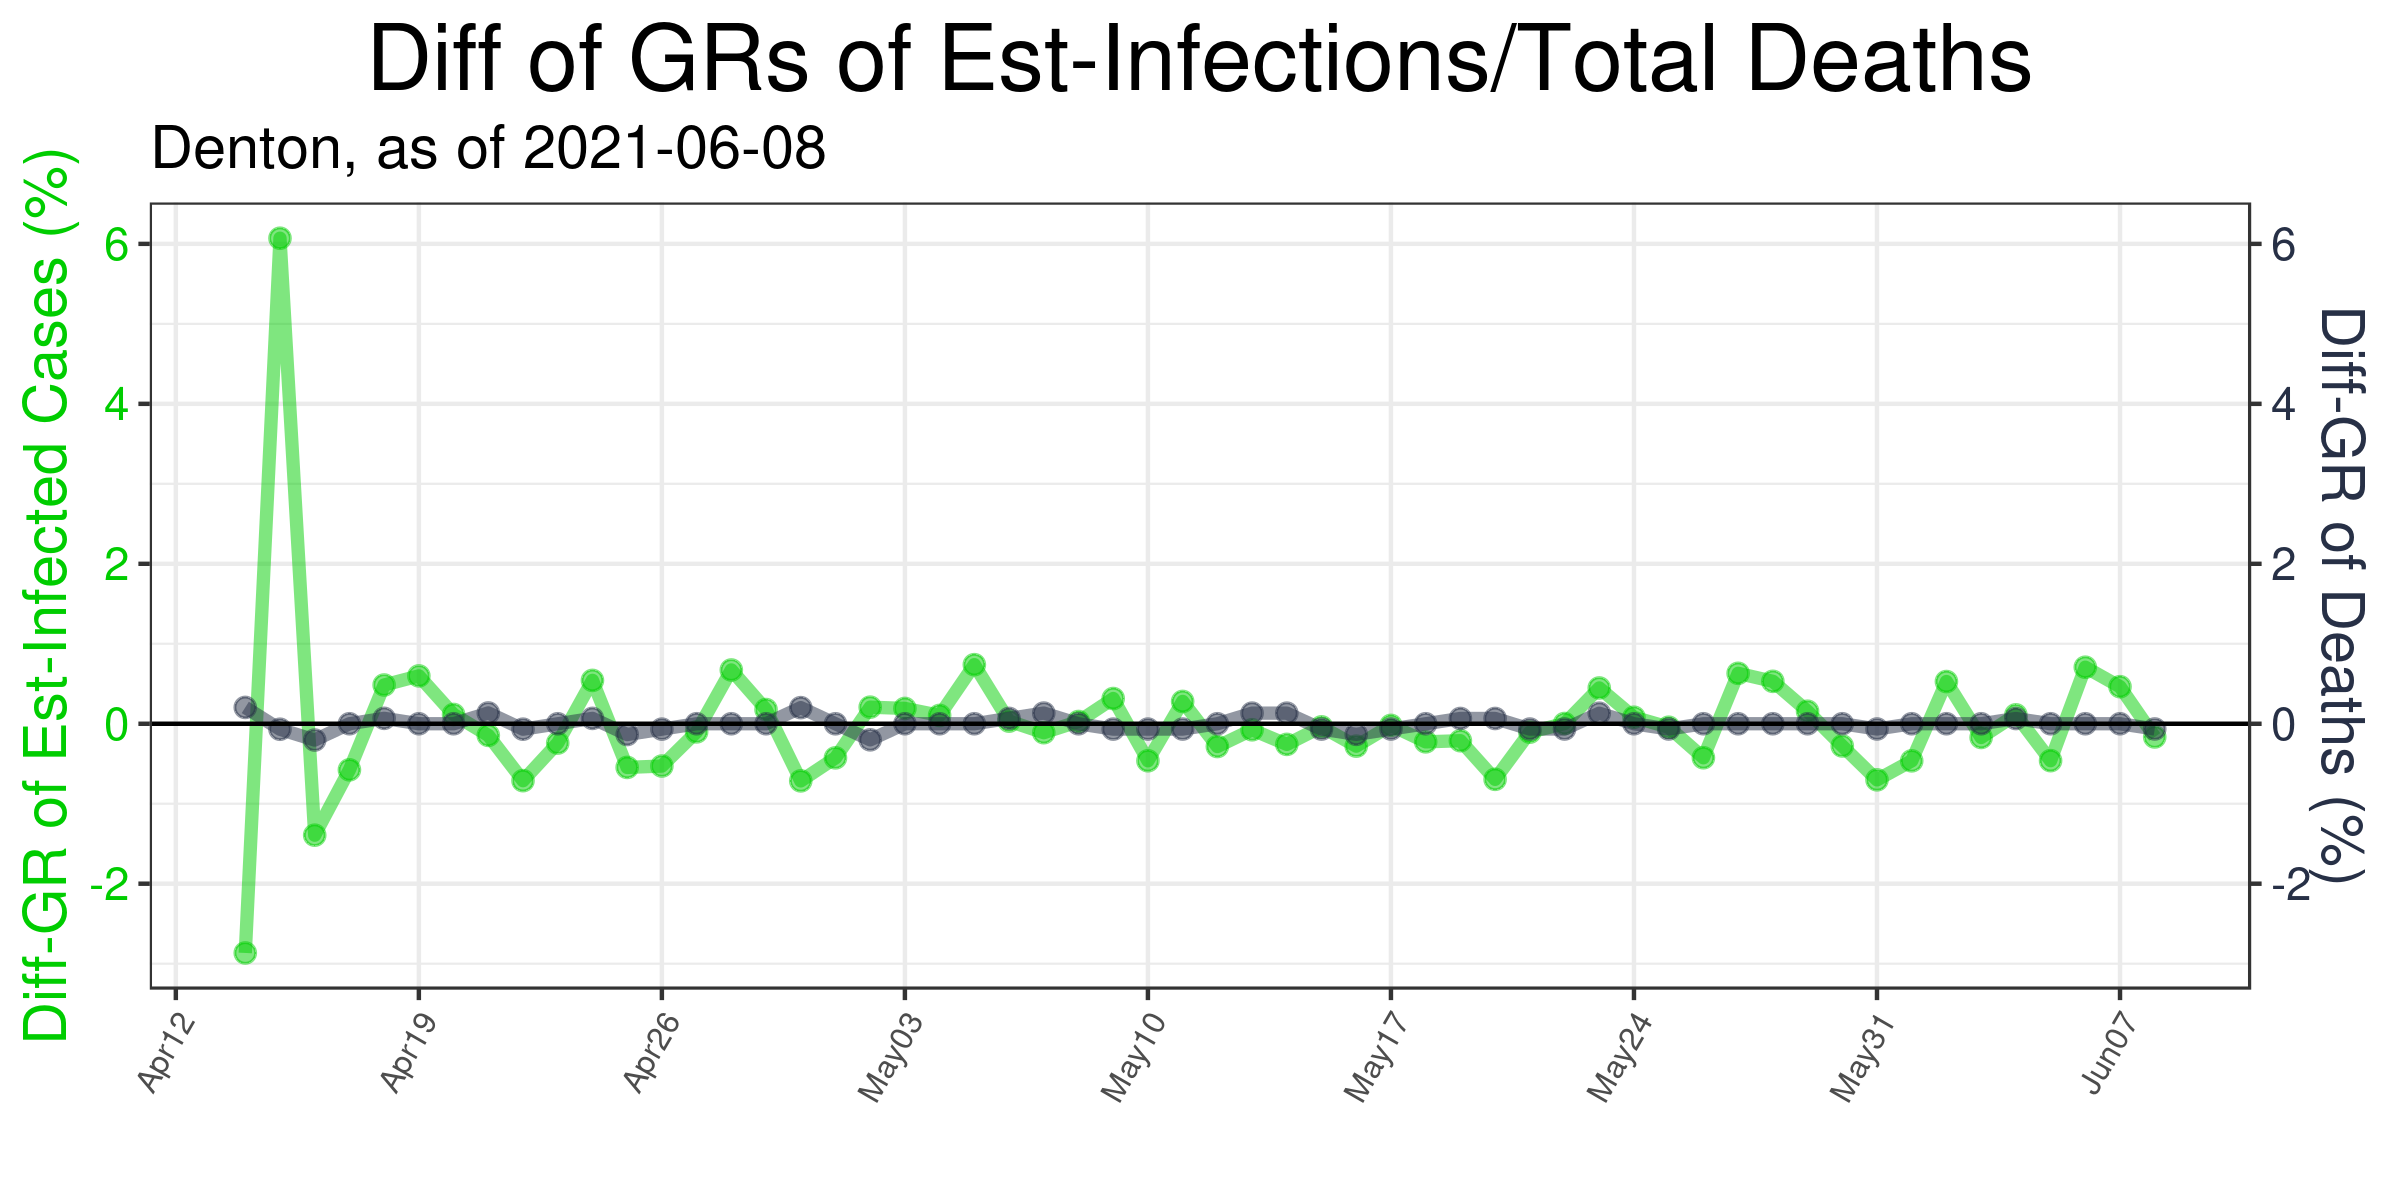 Diff of GRs of Est-Infections/Total Deaths
Denton, as of 2021-06-08
Diff-GR of Est-Infected Cases (%)
6
4
2
0
-2
6
4
2
0
-2
Diff-GR of Deaths (%)
Apr12
Apr19
Apr26
May03
May10
May17
May24
May31
Jun07